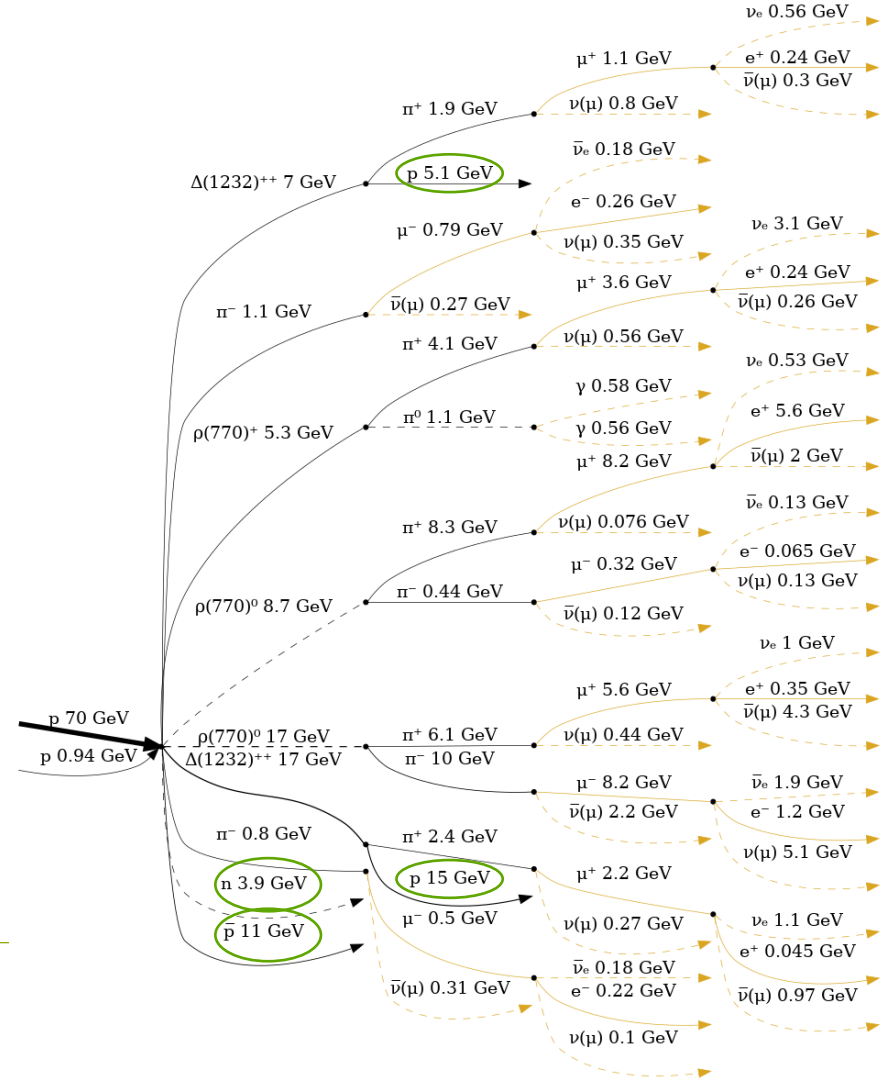 νₑ 0.56 GeV
μ⁺ 1.1 GeV
e⁺ 0.24 GeV
ν̅(μ) 0.3 GeV
π⁺ 1.9 GeV
ν(μ) 0.8 GeV
ν̅ₑ 0.18 GeV
Δ(1232)⁺⁺ 7 GeV
p 5.1 GeV
e⁻ 0.26 GeV
μ⁻ 0.79 GeV
ν(μ) 0.35 GeV
νₑ 3.1 GeV
μ⁺ 3.6 GeV
e⁺ 0.24 GeV
ν̅(μ) 0.26 GeV
π⁻ 1.1 GeV
ν̅(μ) 0.27 GeV
π⁺ 4.1 GeV
ν(μ) 0.56 GeV
νₑ 0.53 GeV
γ 0.58 GeV
ρ(770)⁺ 5.3 GeV
π⁰ 1.1 GeV
γ 0.56 GeV
e⁺ 5.6 GeV
μ⁺ 8.2 GeV
ν̅(μ) 2 GeV
π⁺ 8.3 GeV
ν(μ) 0.076 GeV
ν̅ₑ 0.13 GeV
μ⁻ 0.32 GeV
e⁻ 0.065 GeV
ν(μ) 0.13 GeV
ρ(770)⁰ 8.7 GeV
π⁻ 0.44 GeV
ν̅(μ) 0.12 GeV
νₑ 1 GeV
μ⁺ 5.6 GeV
e⁺ 0.35 GeV
ν̅(μ) 4.3 GeV
p 70 GeV
p 0.94 GeV
ρ(770)⁰ 17 GeV
Δ(1232)⁺⁺ 17 GeV
π⁺ 6.1 GeV
ν(μ) 0.44 GeV
π⁻ 10 GeV
μ⁻ 8.2 GeV
ν̅(μ) 2.2 GeV
ν̅ₑ 1.9 GeV
e⁻ 1.2 GeV
ν(μ) 5.1 GeV
π⁻ 0.8 GeV
π⁺ 2.4 GeV
μ⁺ 2.2 GeV
n 3.9 GeV
p 15 GeV
p̅ 11 GeV
μ⁻ 0.5 GeV
ν(μ) 0.27 GeV
νₑ 1.1 GeV
e⁺ 0.045 GeV
ν̅(μ) 0.97 GeV
ν̅(μ) 0.31 GeV
ν̅ₑ 0.18 GeV
e⁻ 0.22 GeV
ν(μ) 0.1 GeV